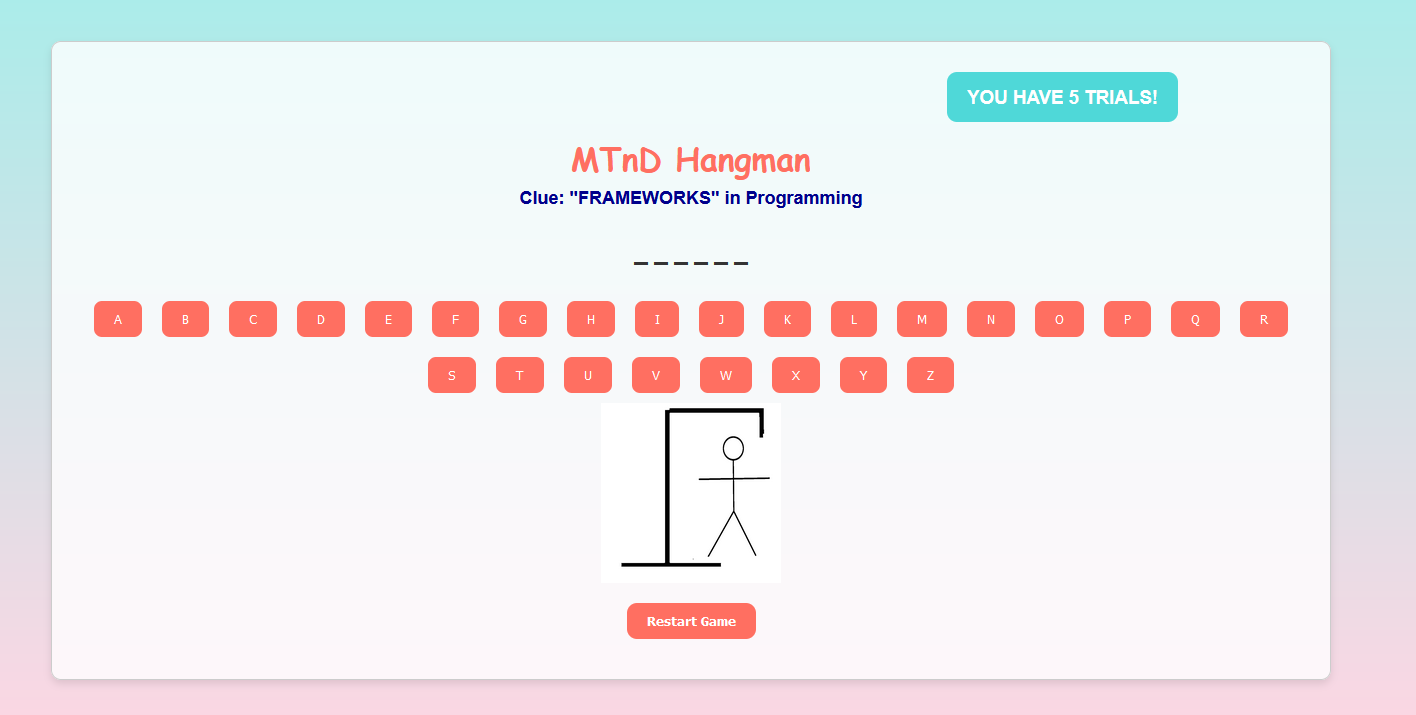 YOU HAVE 5 TRIALS!
MTnD Hangman
Clue: "FRAMEWORKS" in Programming
_ _ _ _ _ _
A B C D E F G H I J K L M N O P Q R
S T U V W X Y Z
Restart Game